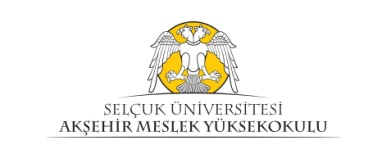 SELÇUK ÜNİVERSİTESİ
AKŞEHİR MESLEK YÜKSEKOKULU